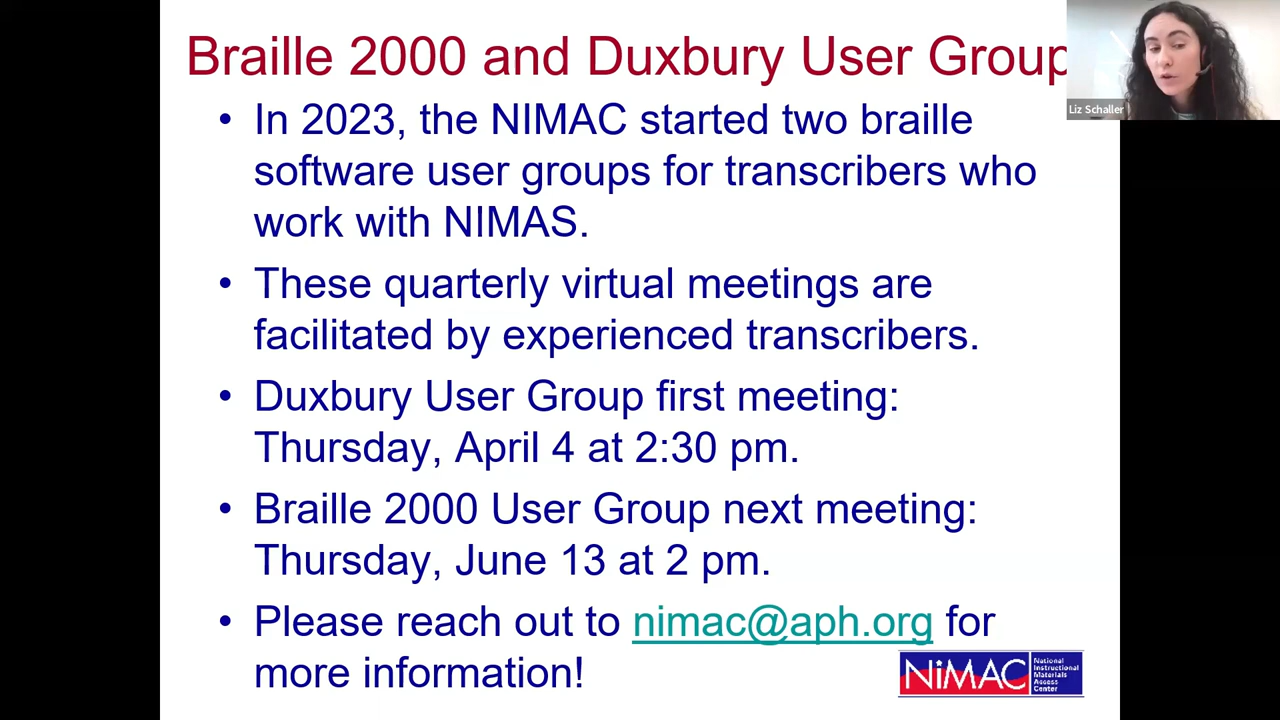 Braille 2000 and Duxbury User Group
Liz Schaller
• In 2023, the NIMAC started two braille
software user groups for transcribers who
work with NIMAS.
• These quarterly virtual meetings are
facilitated by experienced transcribers.
• Duxbury User Group first meeting:
Thursday, April 4 at 2:30 pm.
• Braille 2000 User Group next meeting:
Thursday, June 13 at 2 pm.
• Please reach out to nimac@aph.org for
more information!
NiMAC
National
Instructional
Materials
Access
Center